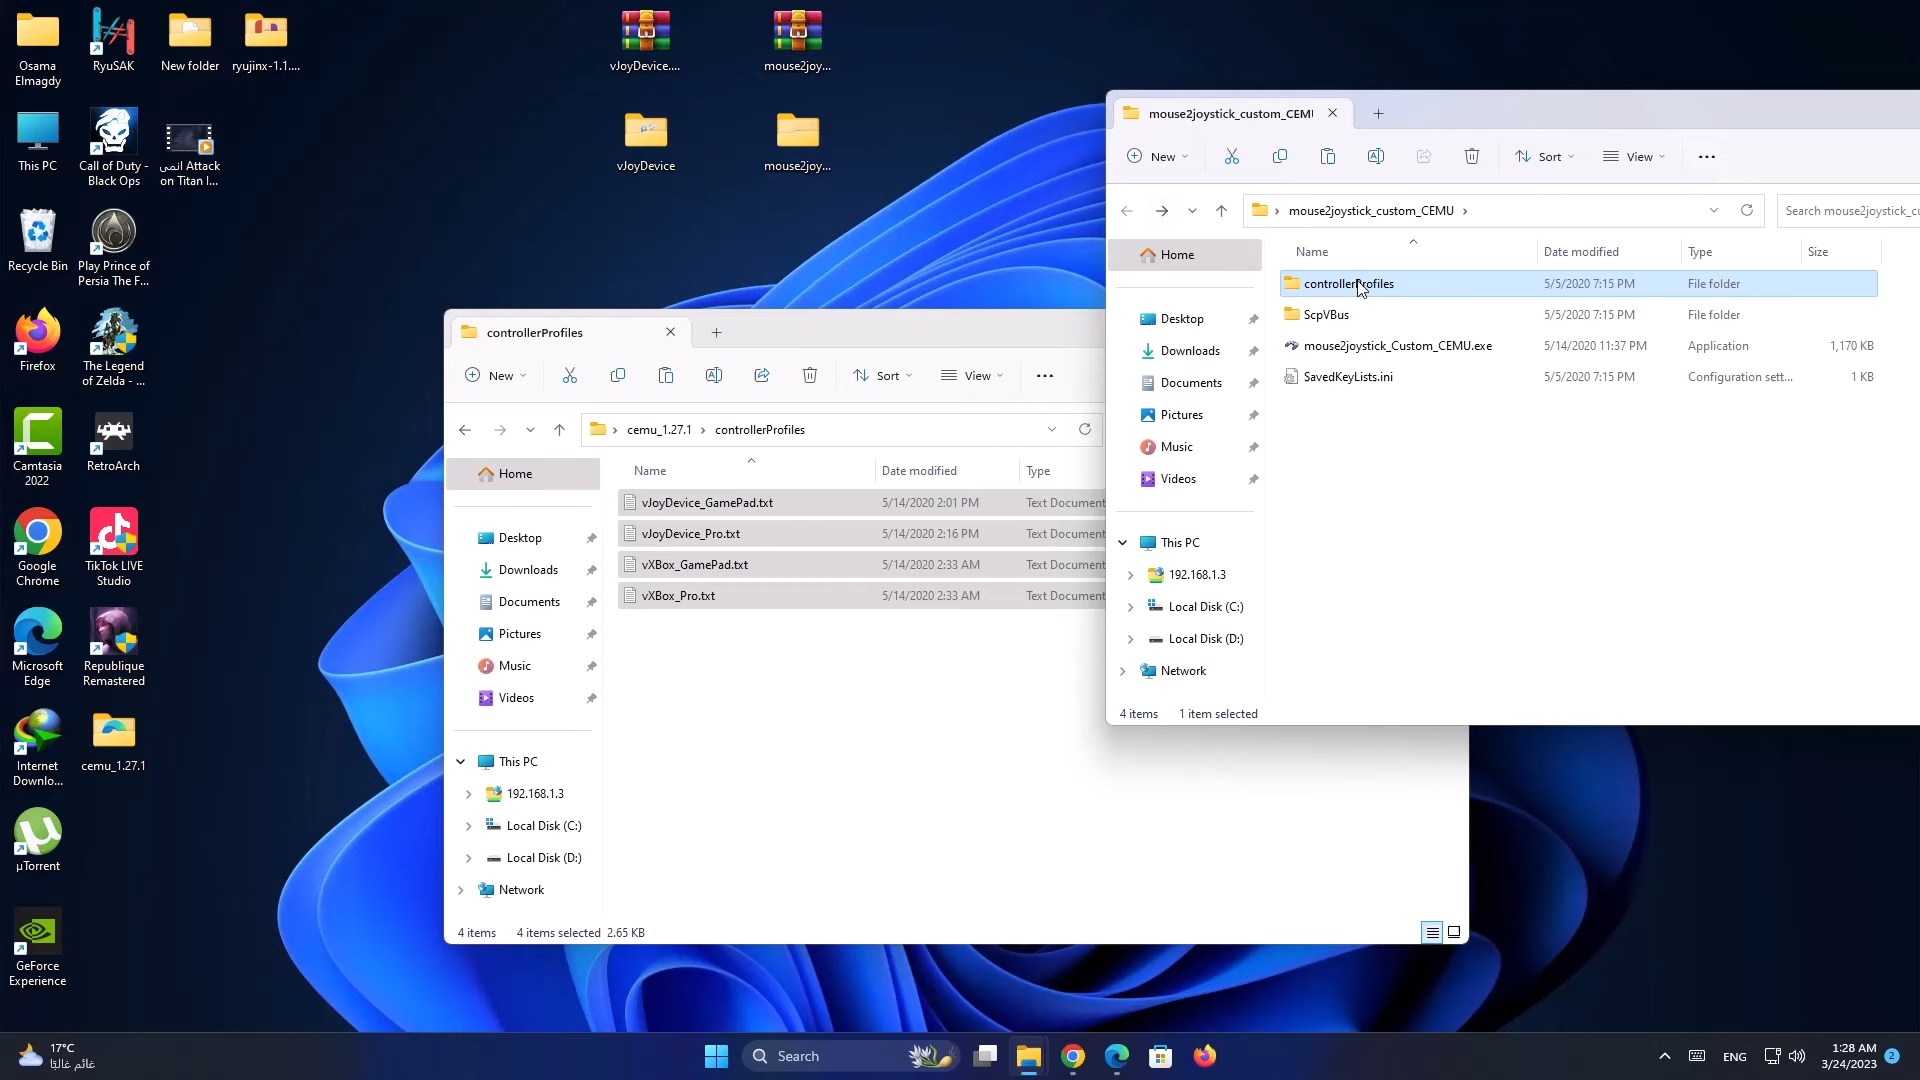 Osama
Elmagdy
RyuSAK
New folder
ryujinx-1.1....
vJoyDevice....
mouse2joy...
This PC
Call of Duty -
Black Ops
انمي Attack
on Titan I...
vJoyDevice
mouse2joy...
Recycle Bin
Play Prince of
Persia The F...
Firefox
The Legend
of Zelda - ...
Camtasia
2022
RetroArch
Google
Chrome
TikTok LIVE
Studio
Microsoft
Edge
Republique
Remastered
Internet
Downlo...
cemu_1.27.1
µTorrent
GeForce
Experience
mouse2joystick_custom_CEMU
New
Sort
View
mouse2joystick_custom_CEMU
Search mouse2joystick_cu
Home
Name
Date modified
Type
Size
controllerProfiles
5/5/2020 7:15 PM
File folder
ScpVBus
5/5/2020 7:15 PM
File folder
mouse2joystick_Custom_CEMU.exe
5/14/2020 11:37 PM
Application
1,170 KB
SavedKeyLists.ini
5/5/2020 7:15 PM
Configuration sett...
1 KB
Desktop
Downloads
Documents
Pictures
Music
Videos
This PC
192.168.1.3
Local Disk (C:)
Local Disk (D:)
Network
4 items
1 item selected
controllerProfiles
New
Sort
View
cemu_1.27.1
controllerProfiles
Home
Name
Date modified
Type
vJoyDevice_GamePad.txt
5/14/2020 2:01 PM
Text Document
vJoyDevice_Pro.txt
5/14/2020 2:16 PM
Text Document
vXBox_GamePad.txt
5/14/2020 2:33 AM
Text Document
vXBox_Pro.txt
5/14/2020 2:33 AM
Text Document
Desktop
Downloads
Documents
Pictures
Music
Videos
This PC
192.168.1.3
Local Disk (C:)
Local Disk (D:)
Network
4 items
4 items selected 2.65 KB
17°C
غائم غالبًا
Search
ENG
1:28 AM
3/24/2023
2